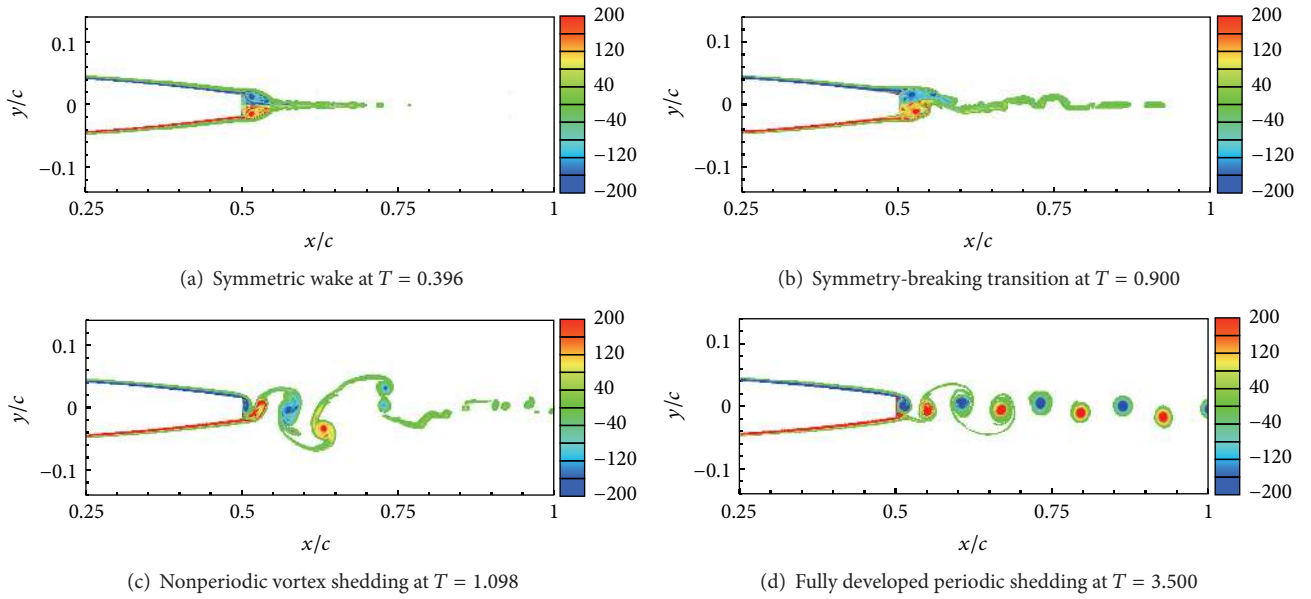 200
120
40
−40
−120
−200
0.1
0
−0.1
y/c
0.25 0.5 0.75 1
x/c
(a) Symmetric wake at T = 0.396
200
120
40
−40
−120
−200
0.1
0
−0.1
y/c
0.25 0.5 0.75 1
x/c
(b) Symmetry-breaking transition at T = 0.900
200
120
40
−40
−120
−200
0.1
0
−0.1
y/c
0.25 0.5 0.75 1
x/c
(c) Nonperiodic vortex shedding at T = 1.098
200
120
40
−40
−120
−200
0.1
0
−0.1
y/c
0.25 0.5 0.75 1
x/c
(d) Fully developed periodic shedding at T = 3.500